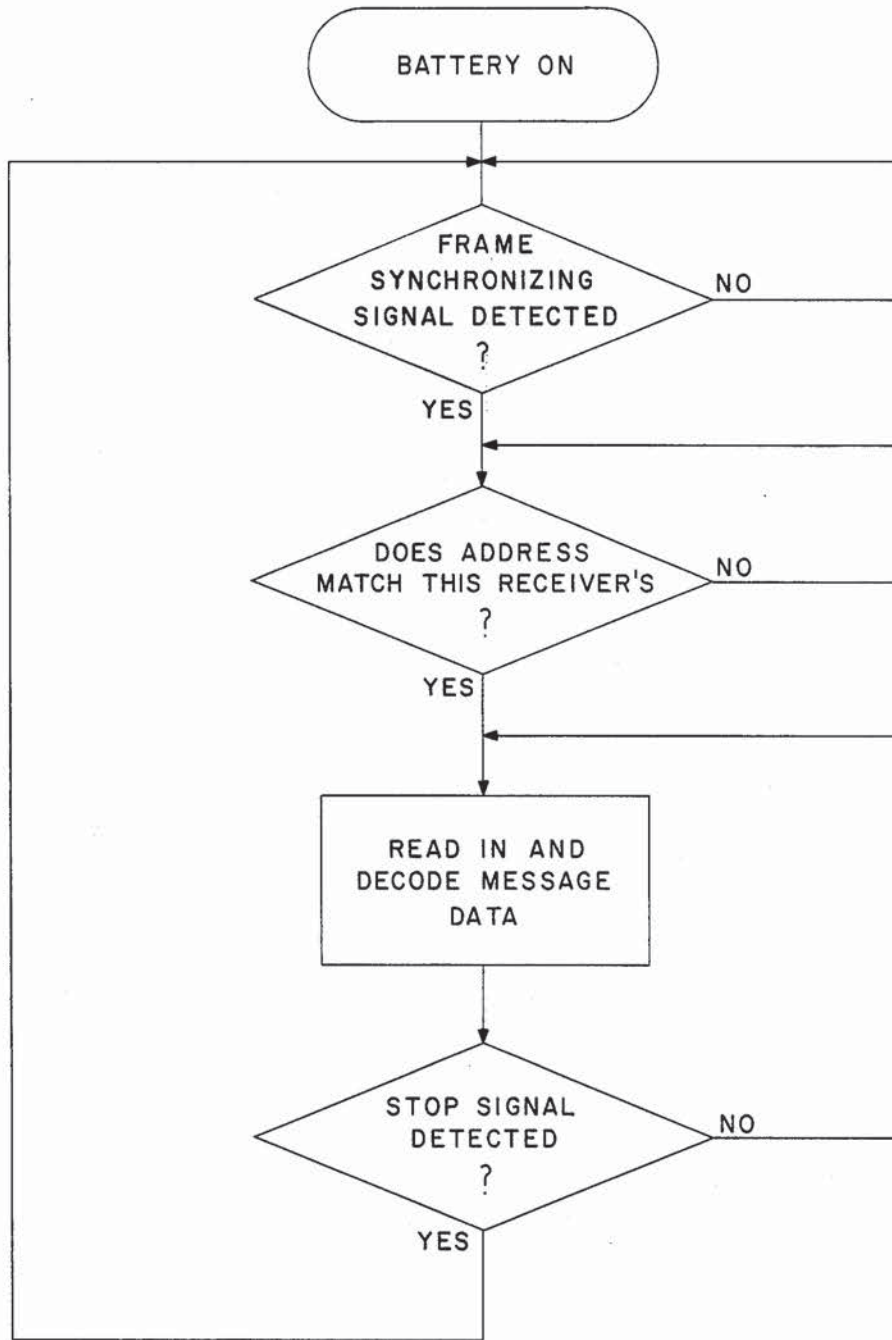 BATTERY ON
FRAME
SYNCHRONIZING
SIGNAL DETECTED
?
NO
YES
DOES ADDRESS
MATCH THIS RECEIVER'S
?
NO
YES
READ IN AND
DECODE MESSAGE
DATA
STOP SIGNAL
DETECTED
?
NO
YES